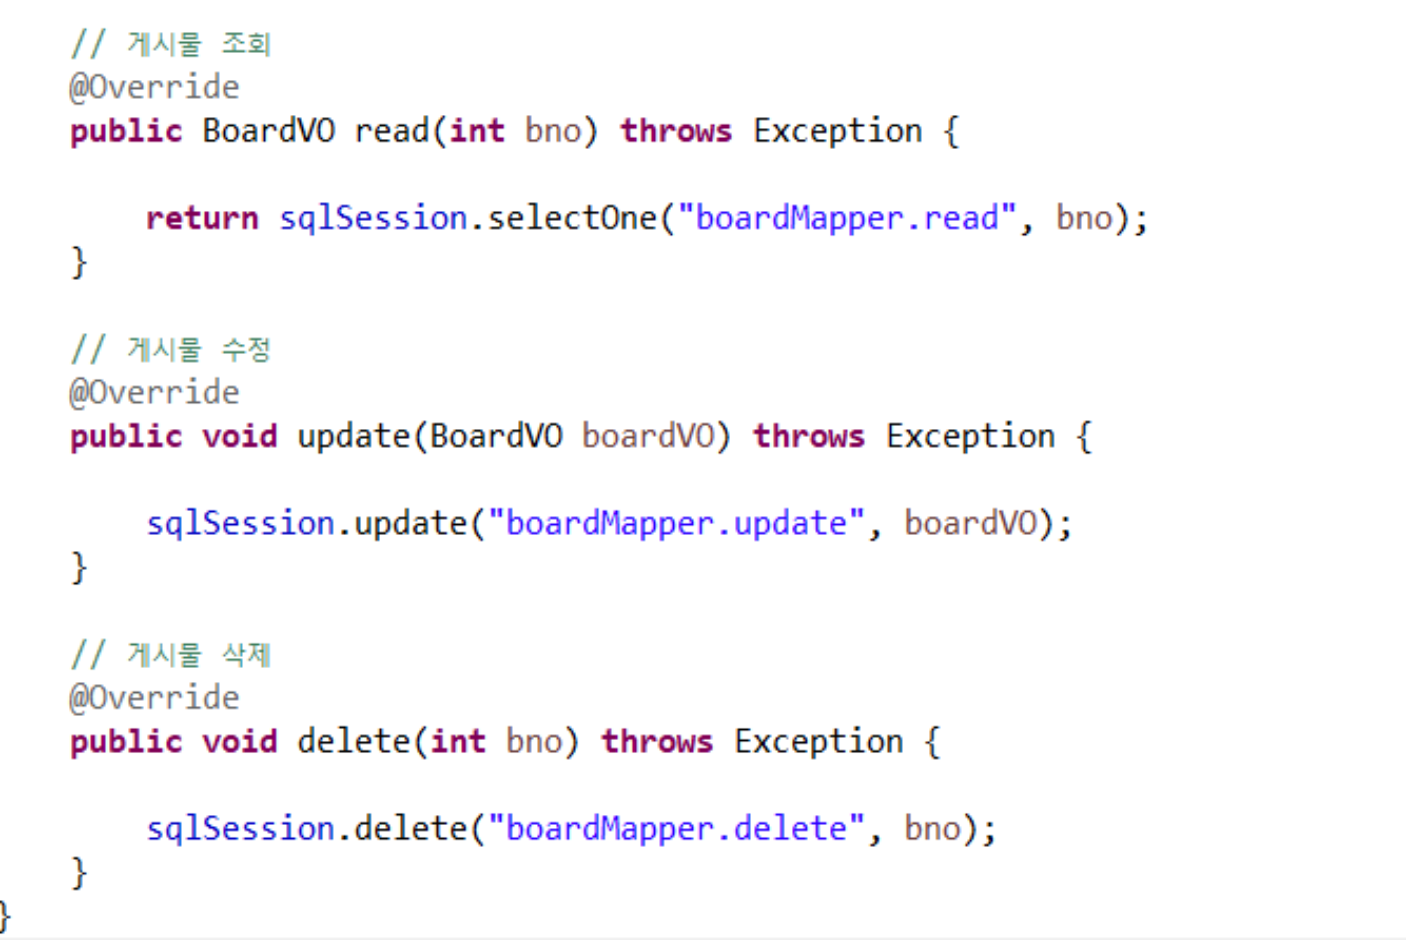 // 게시물 조회
@Override
public BoardVO read(int bno) throws Exception {
return sqlSession.selectOne("boardMapper.read", bno);
}
// 게시물 수정
@Override
public void update(BoardVO boardVO) throws Exception {
sqlSession.update("boardMapper.update", boardVO);
}
// 게시물 삭제
@Override
public void delete(int bno) throws Exception {
sqlSession.delete("boardMapper.delete", bno);
}
}